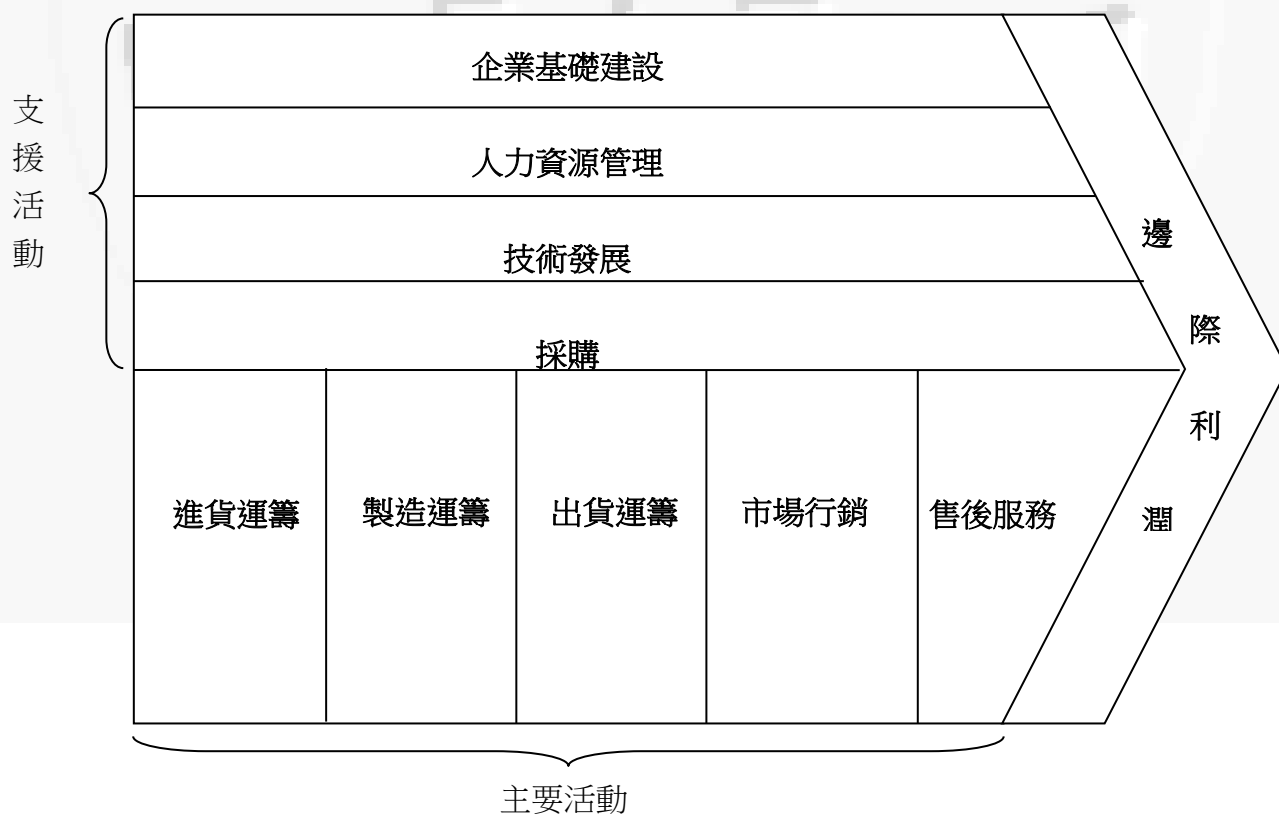 支援活動
企業基礎建設
人力資源管理
技術發展
採購
進貨運籌 製造運籌 出貨運籌 市場行銷 售後服務
邊際利潤
主要活動